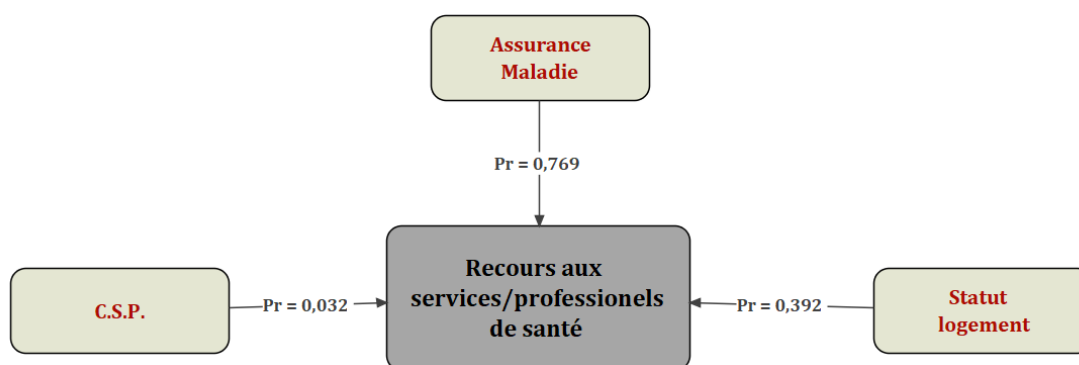 Assurance
Maladie
Pr = 0,769
Recours aux
services/professionels
de santé
C.S.P.
Pr = 0,032
Pr = 0,392
Statut
logement